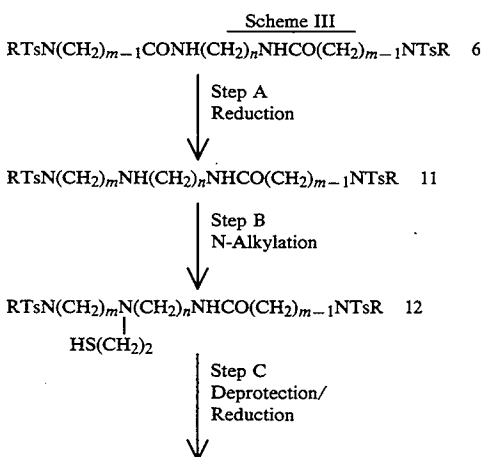 Scheme III
RTsN(CH₂)ₘ₋₁CONH(CH₂)ₙNHCO(CH₂)ₘ₋₁NTsR 6
Step A
Reduction
RTsN(CH₂)ₘNH(CH₂)ₙNHCO(CH₂)ₘ₋₁NTsR 11
Step B
N-Alkylation
RTsN(CH₂)ₘN(CH₂)ₙNHCO(CH₂)ₘ₋₁NTsR 12
HS(CH₂)₂
Step C
Deprotection/
Reduction